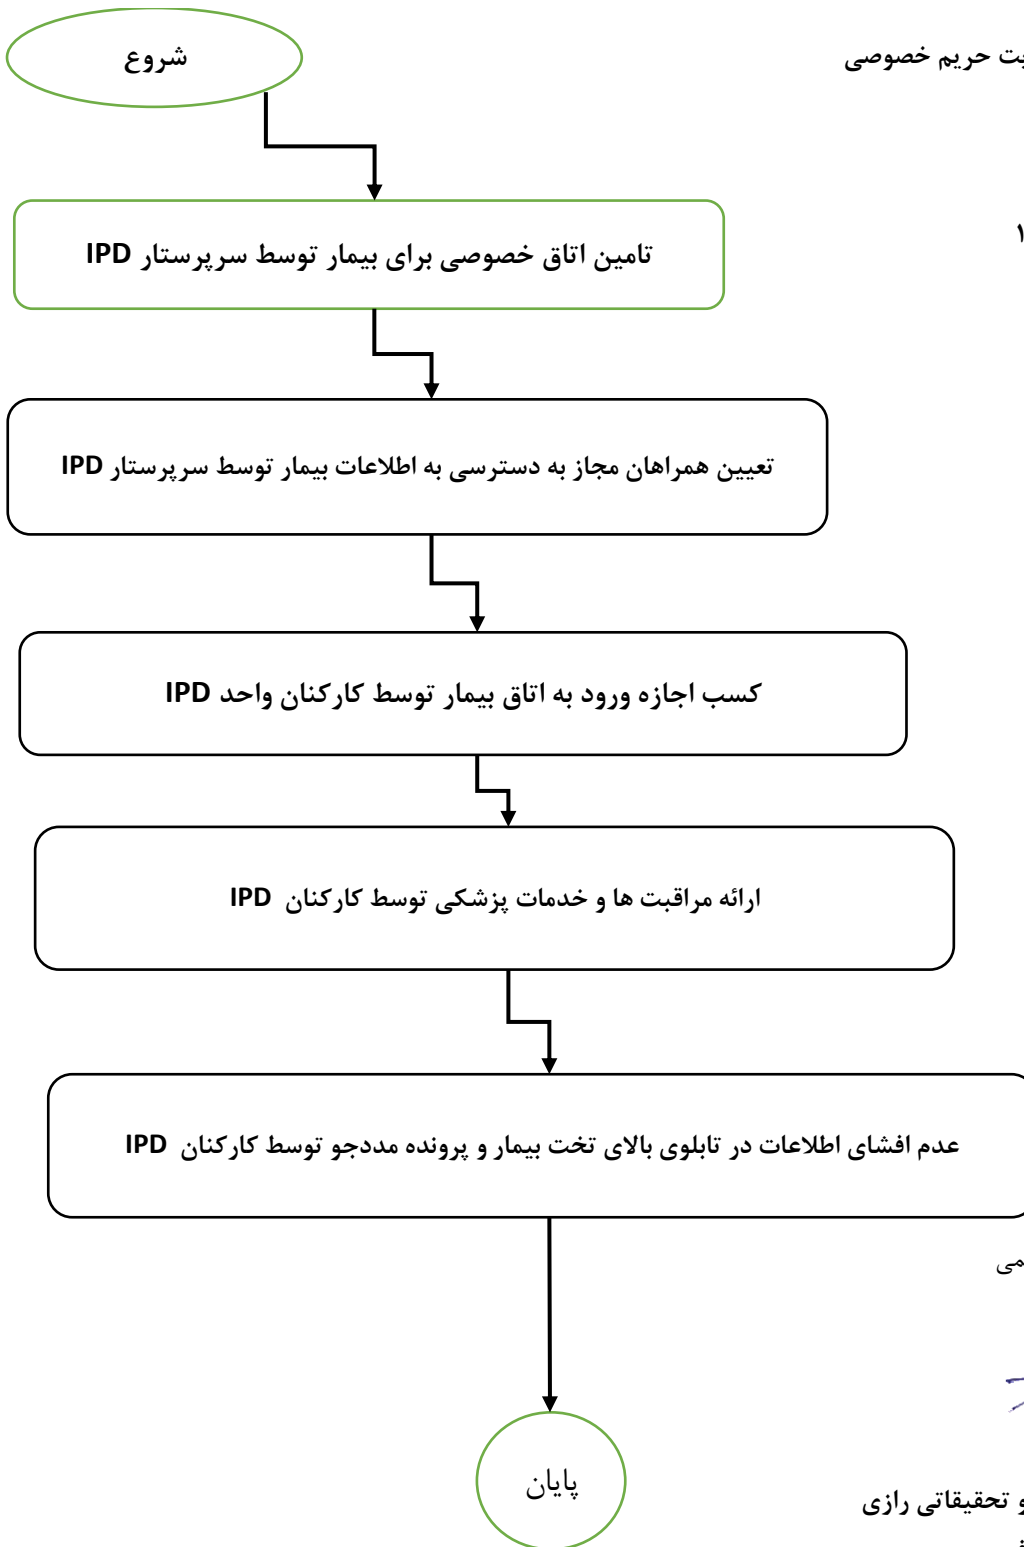 شروع
حریم خصوصی
تامین اتاق خصوصی برای بیمار توسط سرپرستار IPD
۱
تعیین همراهان مجاز به دسترسی به اطلاعات بیمار توسط سرپرستار IPD
کسب اجازه ورود به اتاق بیمار توسط کارکنان واحد IPD
ارائه مراقبت ها و خدمات پزشکی توسط کارکنان IPD
عدم افشای اطلاعات در تابلوی بالای تخت بیمار و پرونده مددجو توسط کارکنان IPD
پایان
و تحقیقاتی رازی